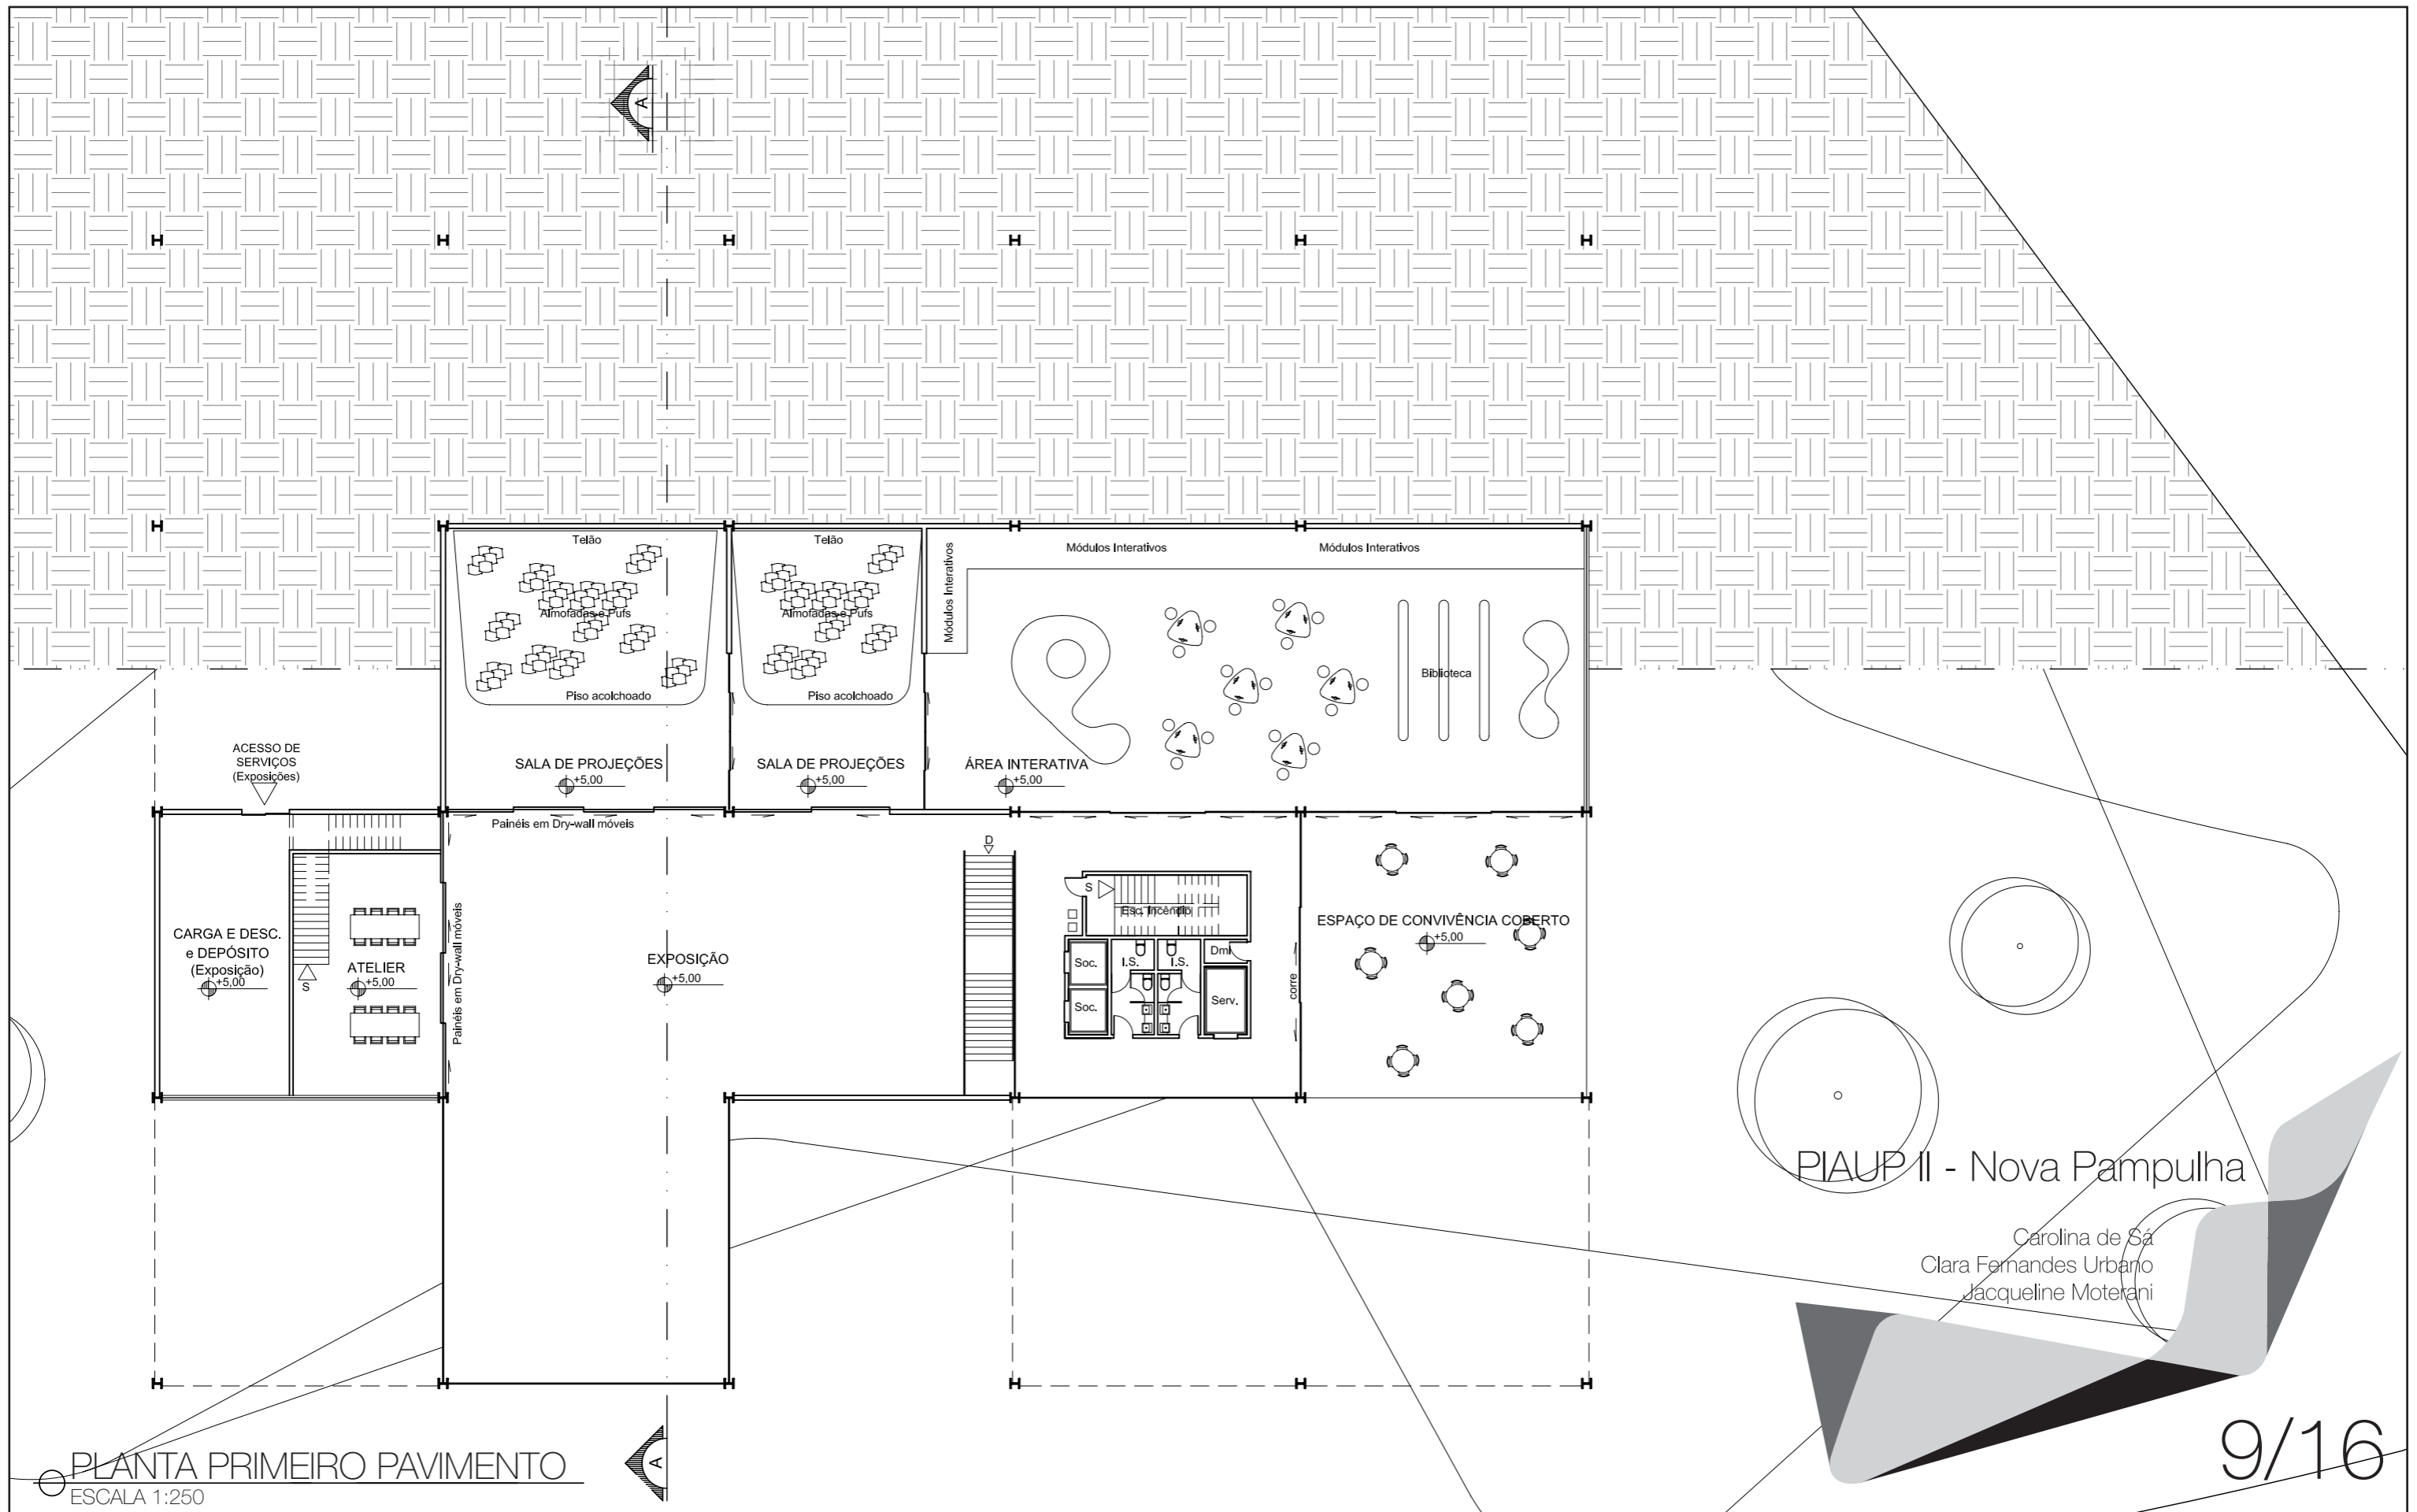 A
Telão
Telão
Módulos Interativos
Módulos Interativos
Módulos Interativos
Almofadas e Pufs
Almofadas e Pufs
Biblioteca
Piso acolchoado
Piso acolchoado
ACESSO DE
SERVIÇOS
(Exposições)
SALA DE PROJEÇÕES
+5,00
SALA DE PROJEÇÕES
+5,00
ÁREA INTERATIVA
+5,00
Painéis em Dry-wall móveis
D
S
Esc. Incêndio
CARGA E DESC.
e DEPÓSITO
(Exposição)
+5,00
S
ATELIER
+5,00
Painéis em Dry-wall móveis
EXPOSIÇÃO
+5,00
Soc.
Soc.
I.S.
I.S.
Dml
Serv.
corre
ESPAÇO DE CONVIVÊNCIA COBERTO
+5,00
PIAUP II - Nova Pampulha
Carolina de Sá
Clara Fernandes Urbano
Jacqueline Moterani
A
PLANTA PRIMEIRO PAVIMENTO
ESCALA 1:250
9/16